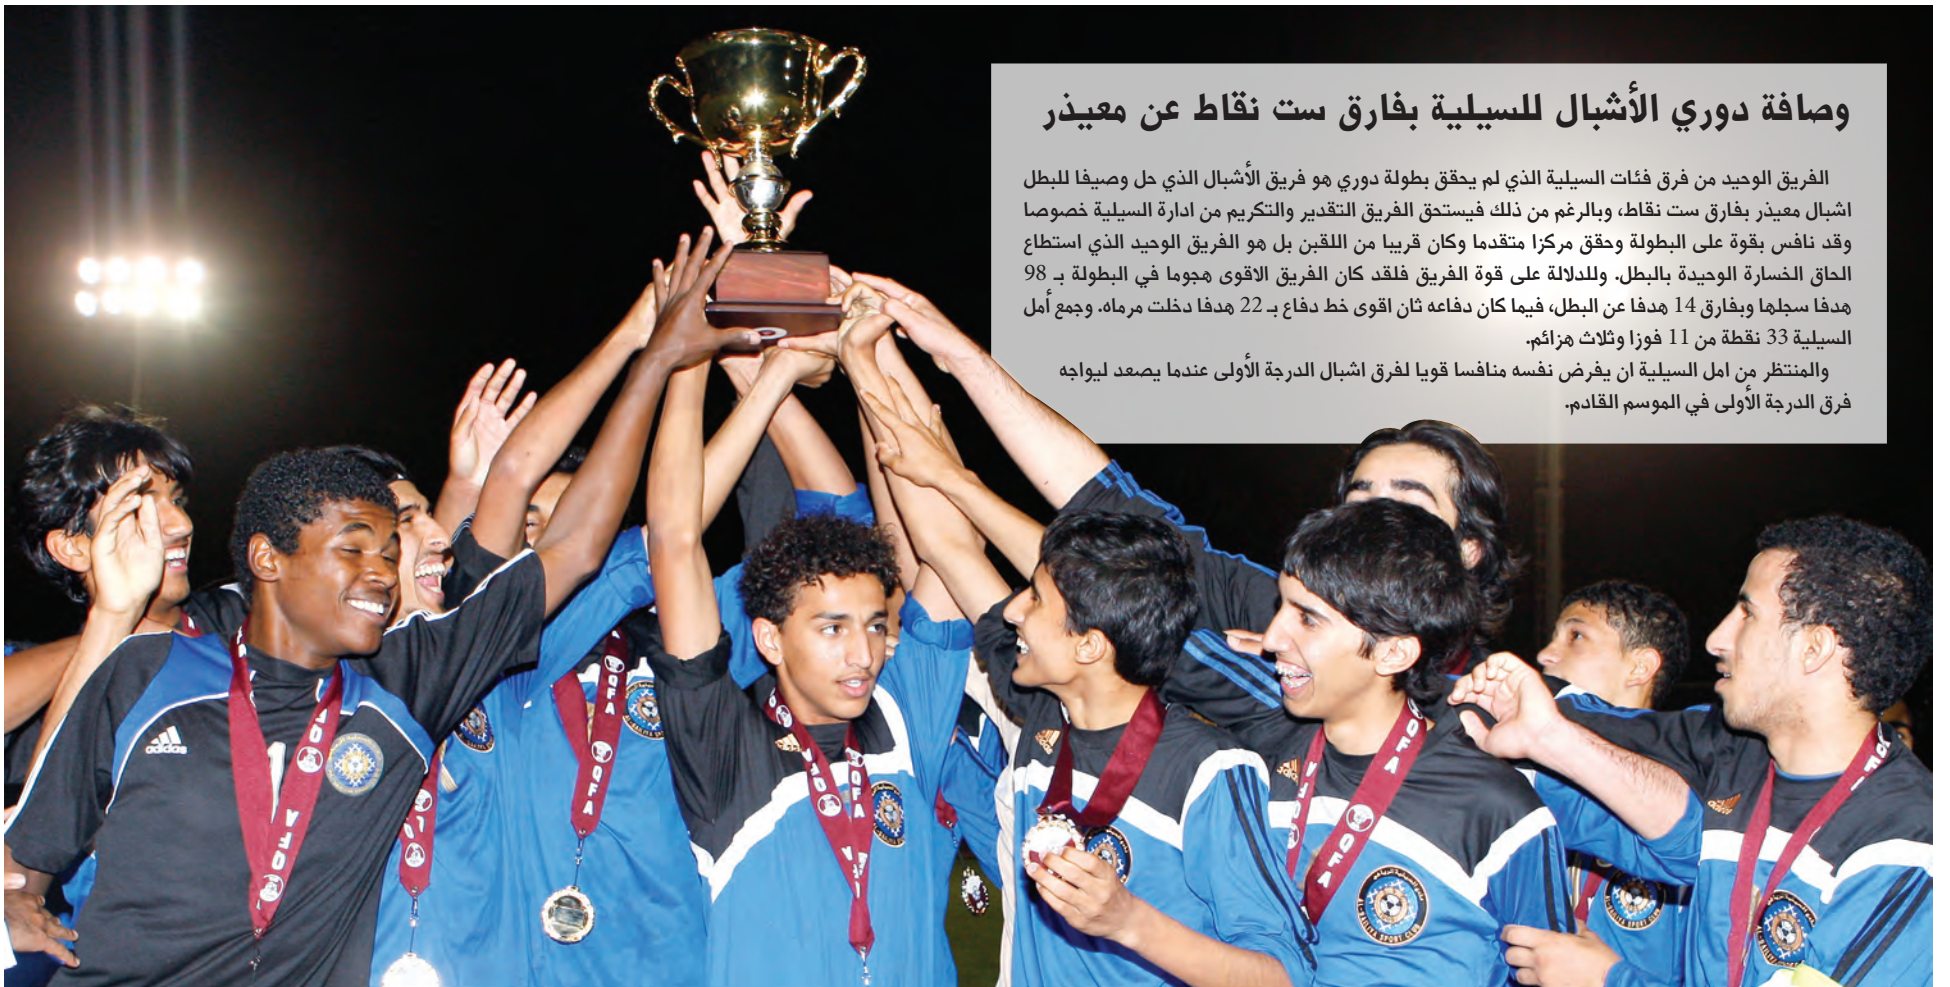 وصافة دوري الأشبال للسيلية بفارق ست نقاط عن معيذر
الفريق الوحيد من فرق فئات السيلية الذي لم يحقق بطولة دوري هو فريق الأشبال الذي حل وصيفا للبطل
اشبال معيذر بفارق ست نقاط، وبالرغم من ذلك فيستحق الفريق التقدير والتكريم من ادارة السيلية خصوصا
وقد نافس بقوة على البطولة وحقق مركزا متقدما وكان قريبا من اللقبن بل هو الفريق الوحيد الذي استطاع
الحاق الخسارة الوحيدة بالبطل. وللدلالة على قوة الفريق فلقد كان الفريق الاقوى هجوما في البطولة بـ 98
هدفا سجلها وبفارق 14 هدفا عن البطل، فيما كان دفاعه ثان اقوى خط دفاع بـ 22 هدفا دخلت مرماه. وجمع أمل
السيلية 33 نقطة من 11 فوزا وثلاث هزائم.
والمنتظر من امل السيلية ان يفرض نفسه منافسا قويا لفرق اشبال الدرجة الأولى عندما يصعد ليواجه
فرق الدرجة الأولى في الموسم القادم.
adidas
1
QFA
QFA
QFA
QFA
AL-SAILIYA SPORT CLUB